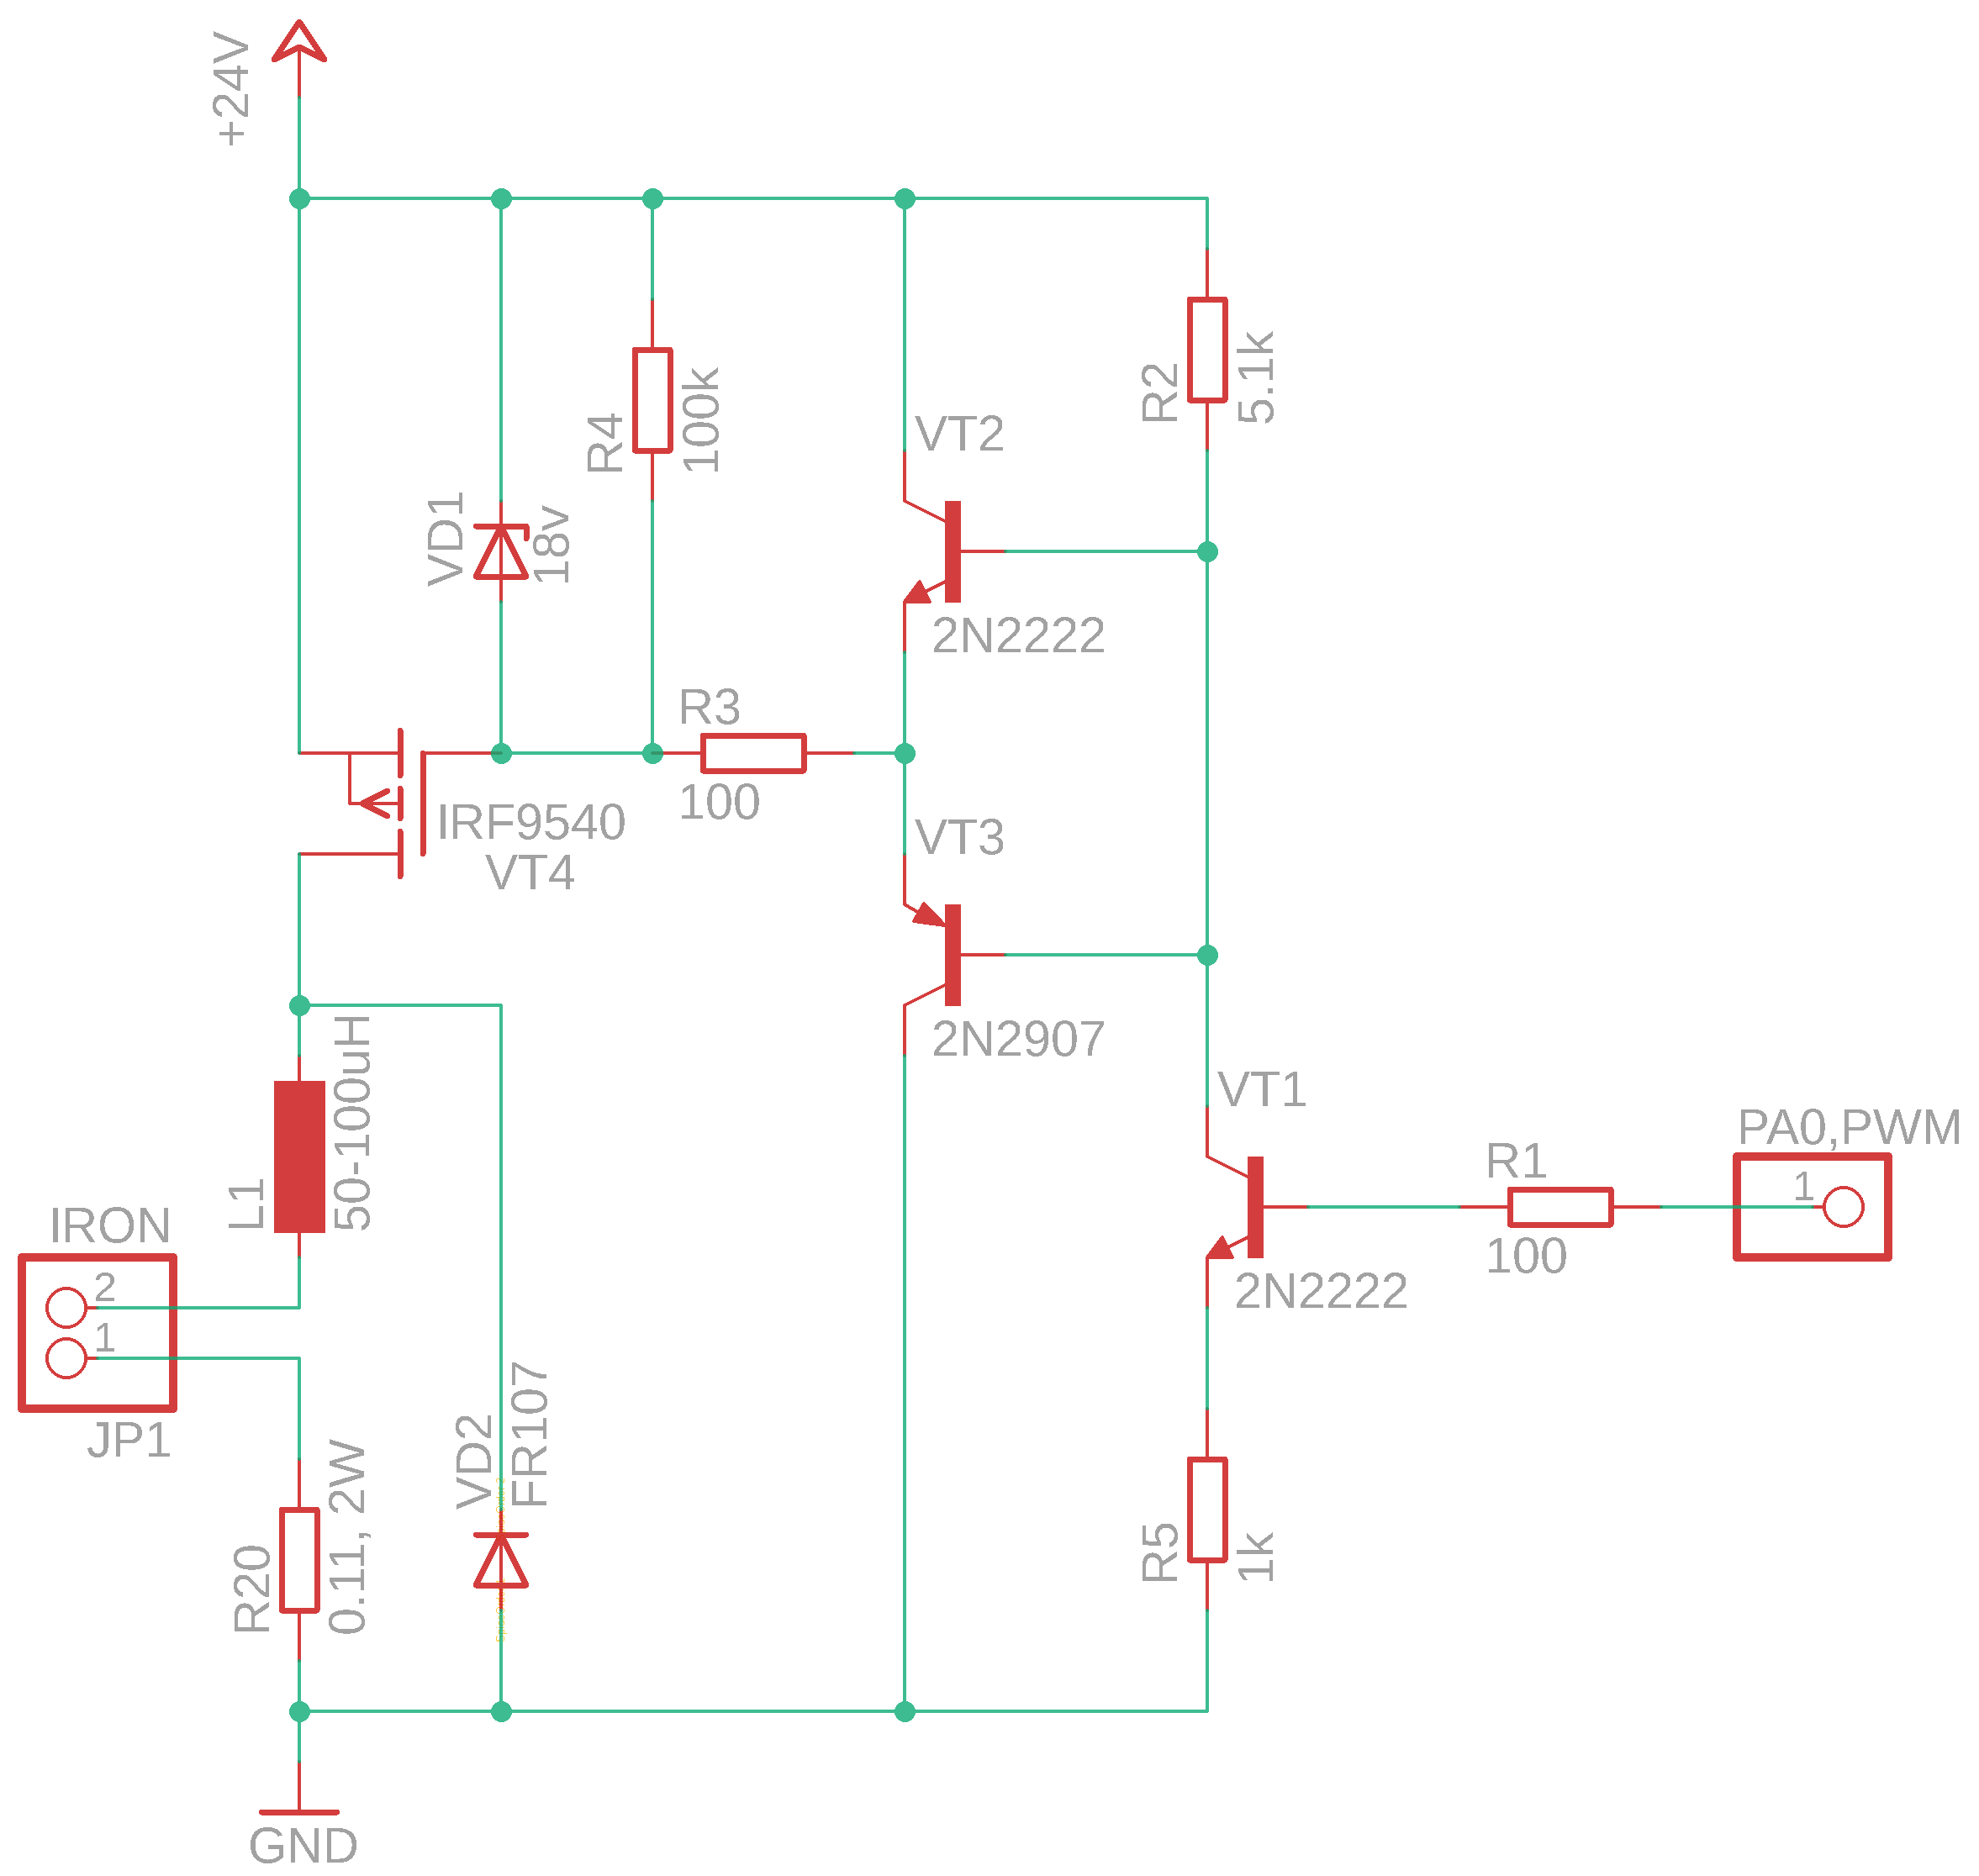 +24V
R2
5.1k
R4
100k
VT2
VD1
18v
2N2222
R3
100
IRF9540
VT4
VT3
2N2907
L1
50-100uH
VT1
PA0,PWM
1
R1
100
2N2222
IRON
2
1
JP1
VD2
FR107
R20
0.11, 2W
R5
1k
GND